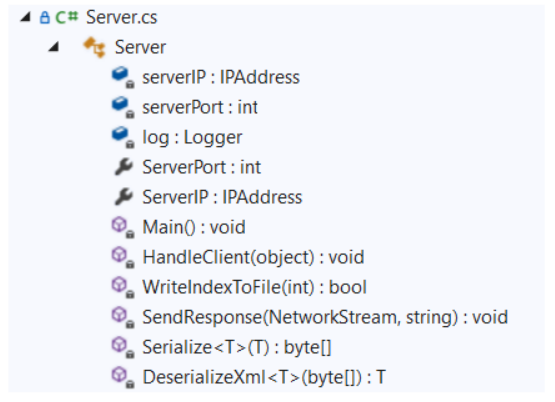 C# Server.cs
Server
serverIP : IPAddress
serverPort : int
log : Logger
ServerPort : int
ServerIP : IPAddress
Main() : void
HandleClient(object) : void
WriteIndexToFile(int) : bool
SendResponse(NetworkStream, string) : void
Serialize<T>(T) : byte[]
DeserializeXml<T>(byte[]) : T